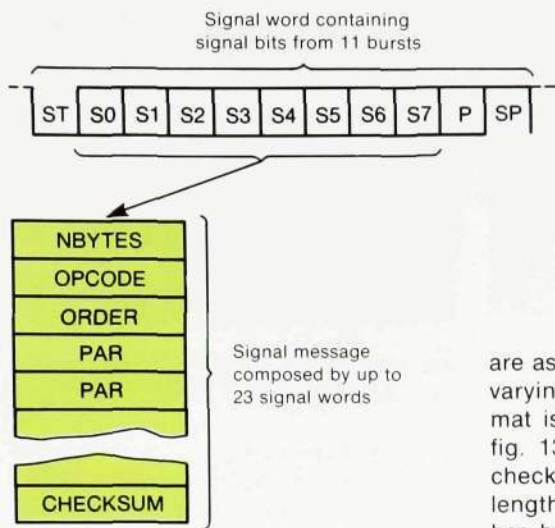 Signal word containing
signal bits from 11 bursts
ST S0 S1 S2 S3 S4 S5 S6 S7 P SP
NBYTES
OPCODE
ORDER
PAR
PAR
CHECKSUM
Signal message
composed by up to
23 signal words
are as
varying
mat is
fig. 13
check
length